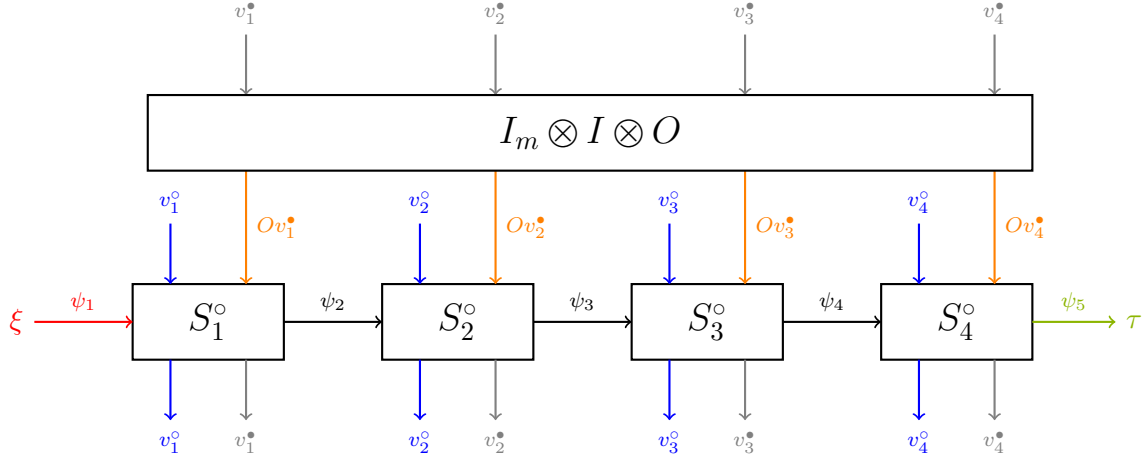 v₁• v₂• v₃• v₄•
Iₘ ⊗ I ⊗ O
v₁° v₂° v₃° v₄°
Ov₁• Ov₂• Ov₃• Ov₄•
ξ ψ₁ S₁° ψ₂ S₂° ψ₃ S₃° ψ₄ S₄° ψ₅ τ
v₁° v₁• v₂° v₂• v₃° v₃• v₄° v₄•